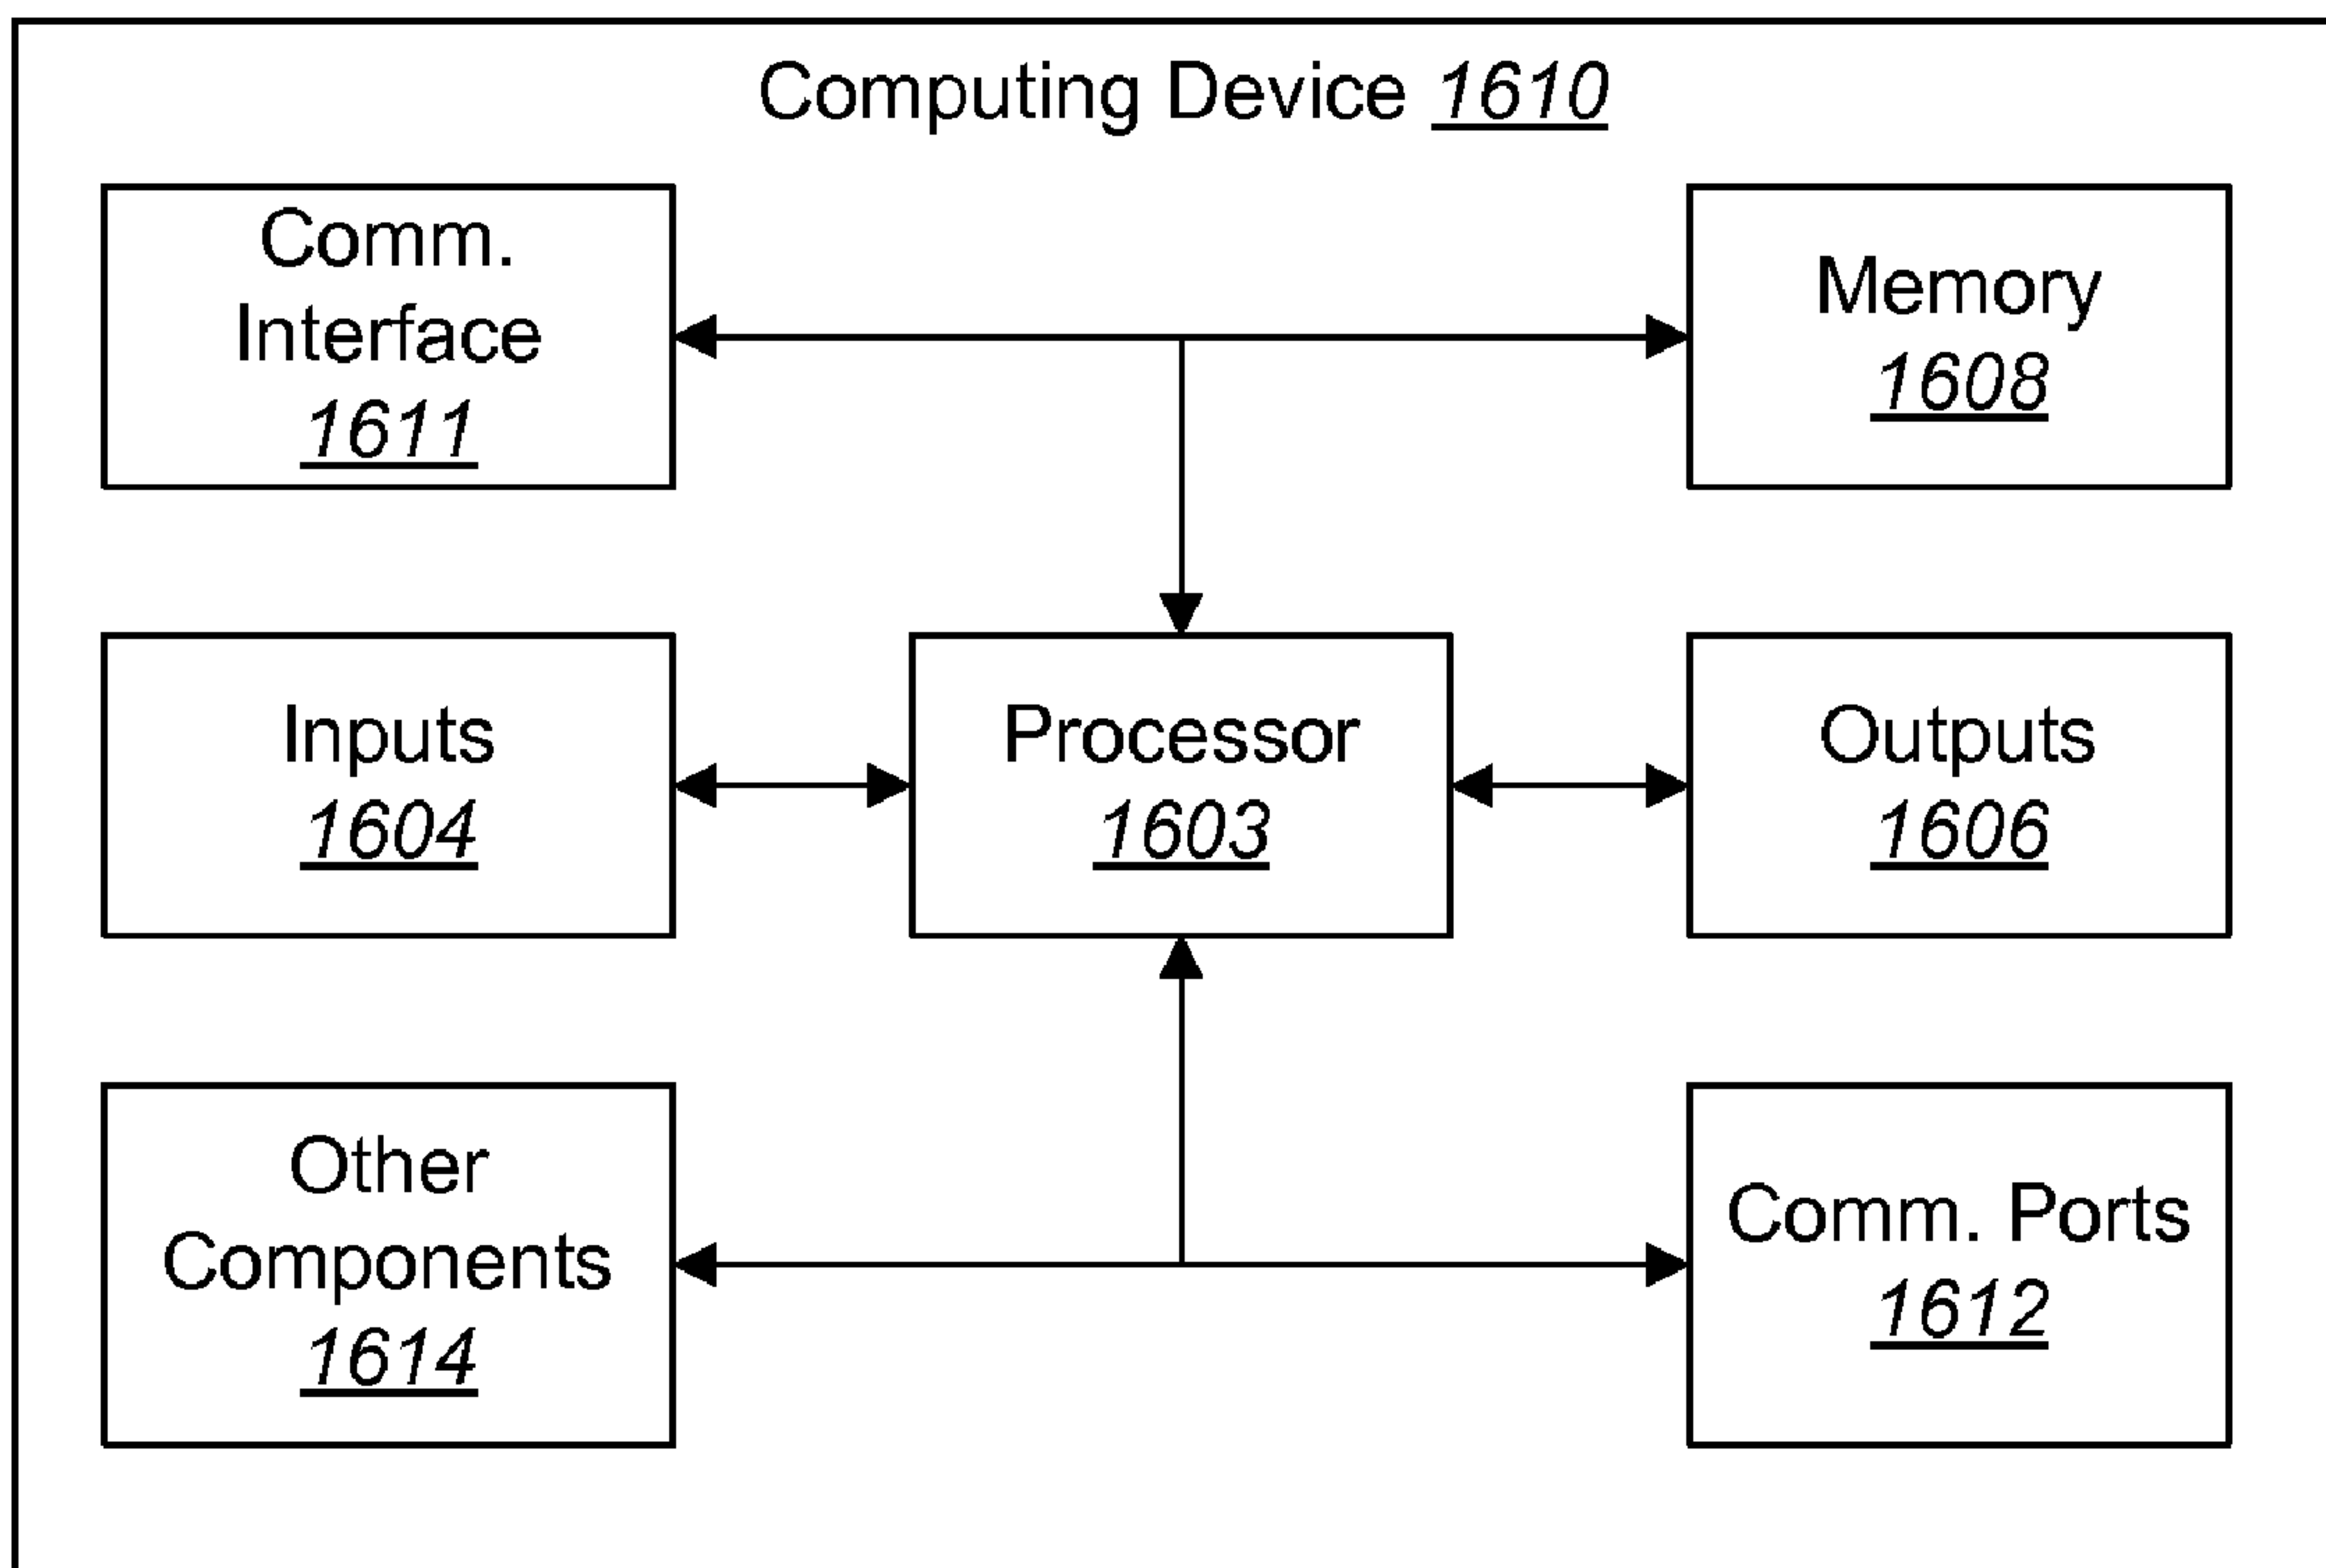 Computing Device 1610
Comm.
Interface
1611
Memory
1608
Inputs
1604
Processor
1603
Outputs
1606
Other
Components
1614
Comm. Ports
1612